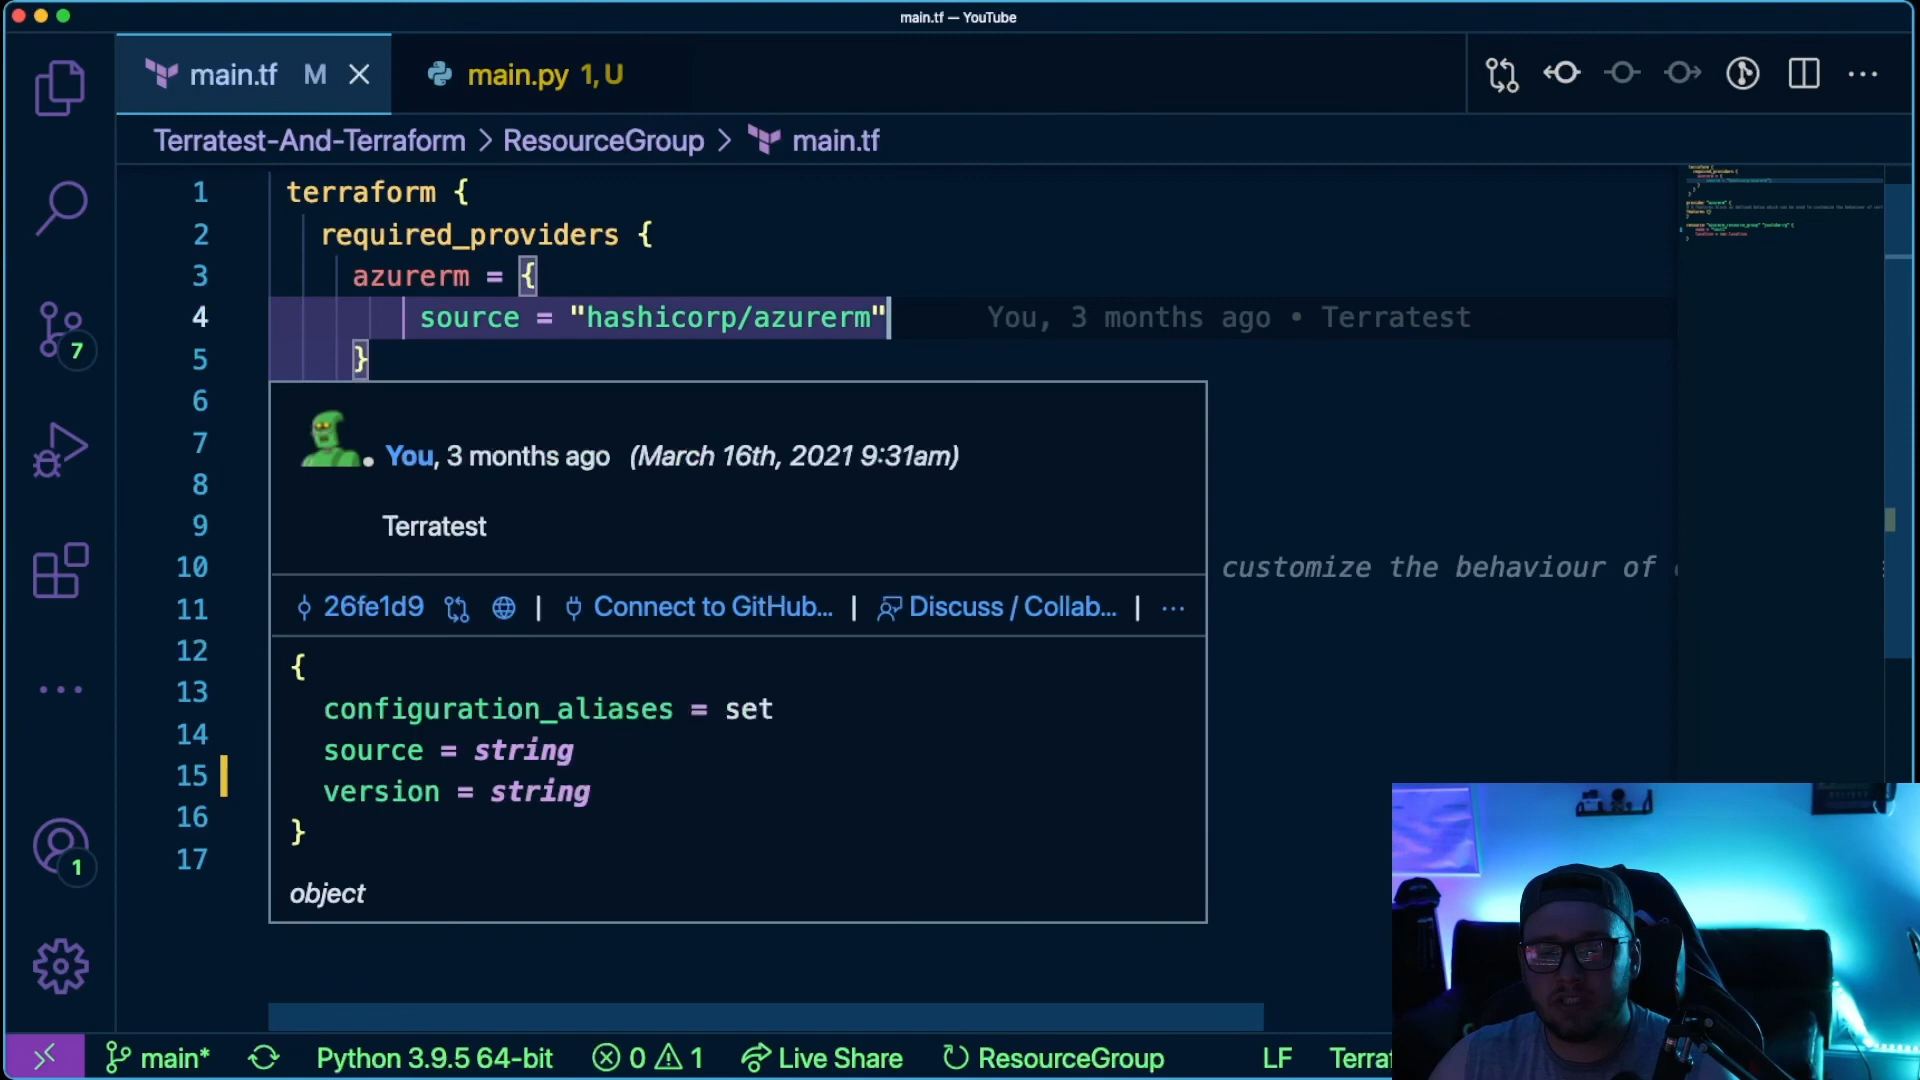 main.tf — YouTube
main.tf M
main.py 1, U
Terratest-And-Terraform > ResourceGroup > main.tf
1 terraform {
2 required_providers {
3 azurerm = {
4 source = "hashicorp/azurerm" You, 3 months ago • Terratest
5 }
6
7
8
9
10 customize the behaviour of
11
12
13
14
15
16
17
You, 3 months ago (March 16th, 2021 9:31am)
Terratest
26fe1d9 | Connect to GitHub... | Discuss / Collab... | ...
{
configuration_aliases = set
source = string
version = string
}
object
7
1
main* Python 3.9.5 64-bit 0 1 Live Share ResourceGroup LF